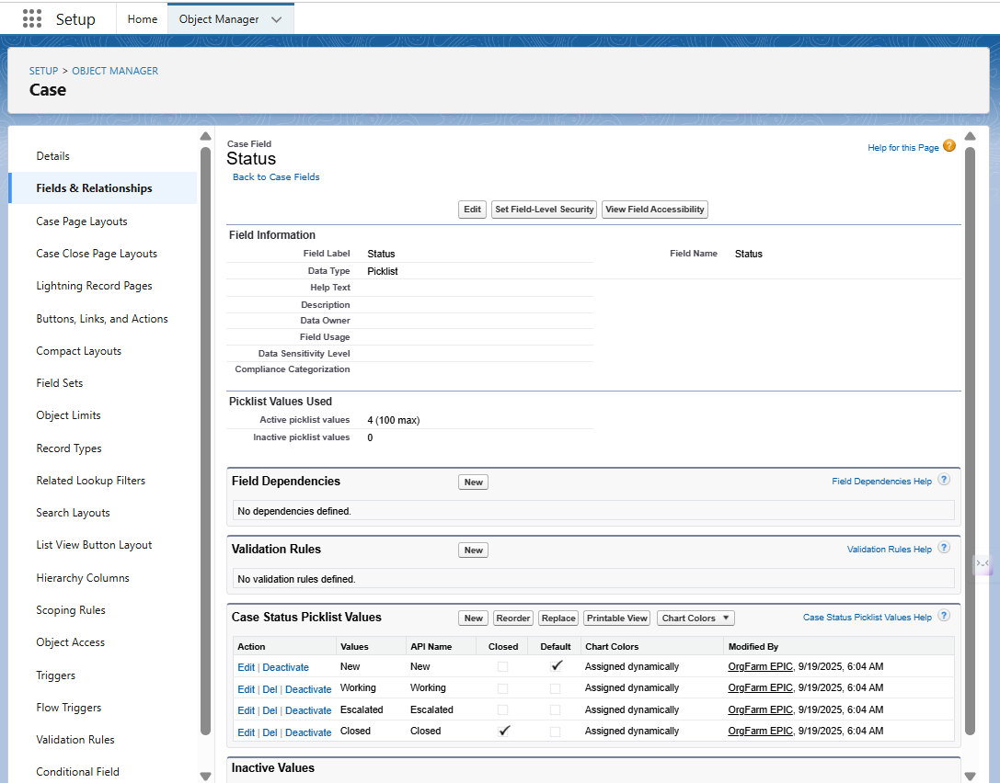 Setup Home Object Manager
SETUP > OBJECT MANAGER
Case
Details
Fields & Relationships
Case Page Layouts
Case Close Page Layouts
Lightning Record Pages
Buttons, Links, and Actions
Compact Layouts
Field Sets
Object Limits
Record Types
Related Lookup Filters
Search Layouts
List View Button Layout
Hierarchy Columns
Scoping Rules
Object Access
Triggers
Flow Triggers
Validation Rules
Conditional Field
Case Field
Status
Back to Case Fields
Help for this Page ?
Edit Set Field-Level Security View Field Accessibility
Field Information
Field Label Status Field Name Status
Data Type Picklist
Help Text
Description
Data Owner
Field Usage
Data Sensitivity Level
Compliance Categorization
Picklist Values Used
Active picklist values 4 (100 max)
Inactive picklist values 0
Field Dependencies New Field Dependencies Help ?
No dependencies defined.
Validation Rules New Validation Rules Help ?
No validation rules defined.
Case Status Picklist Values New Reorder Replace Printable View Chart Colors Case Status Picklist Values Help ?
Action Values API Name Closed Default Chart Colors Modified By
Edit | Deactivate New New Assigned dynamically OrgFarm EPIC, 9/19/2025, 6:04 AM
Edit | Del | Deactivate Working Working Assigned dynamically OrgFarm EPIC, 9/19/2025, 6:04 AM
Edit | Del | Deactivate Escalated Escalated Assigned dynamically OrgFarm EPIC, 9/19/2025, 6:04 AM
Edit | Del | Deactivate Closed Closed Assigned dynamically OrgFarm EPIC, 9/19/2025, 6:04 AM
Inactive Values